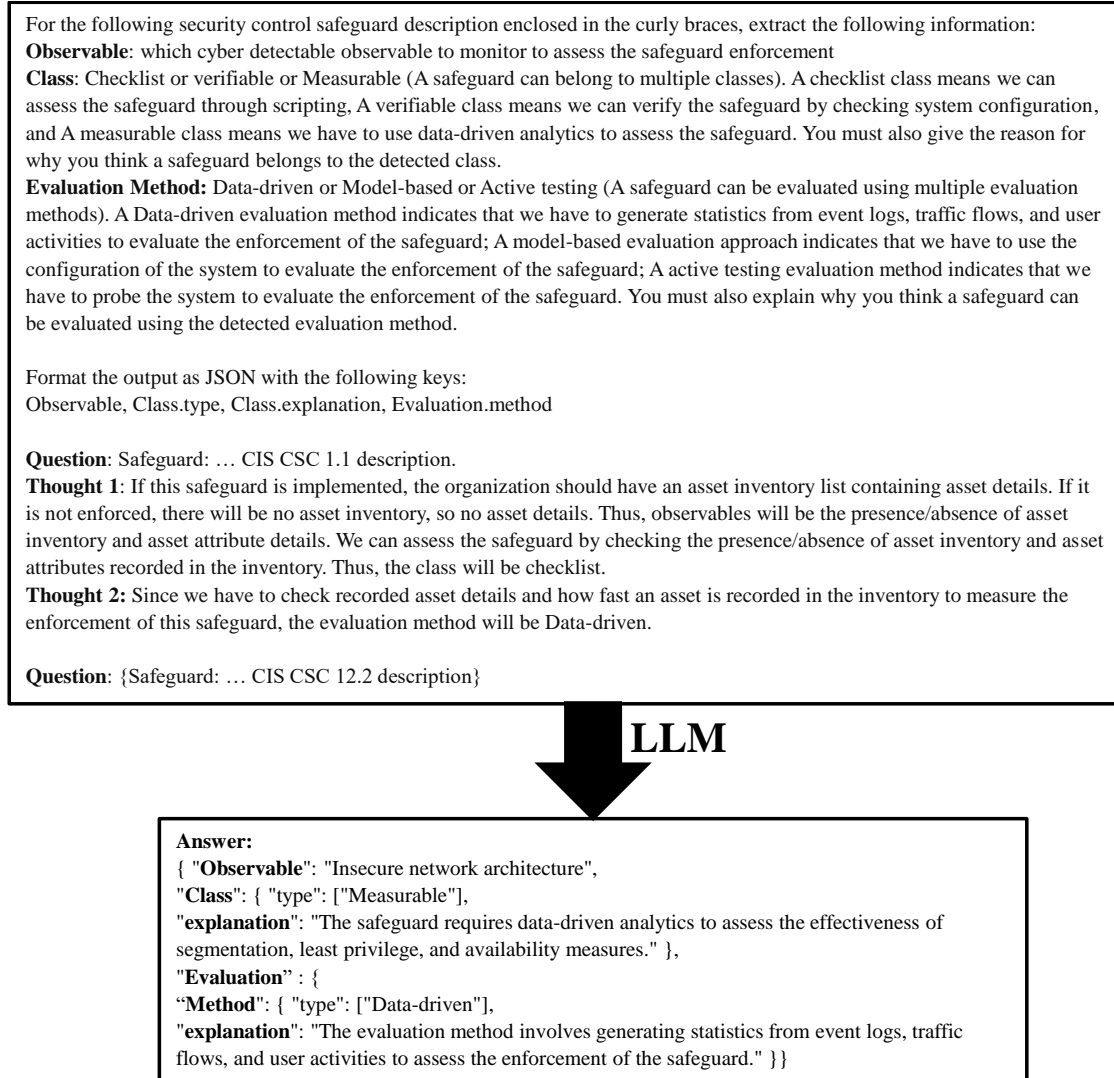 For the following security control safeguard description enclosed in the curly braces, extract the following information:
Observable: which cyber detectable observable to monitor to assess the safeguard enforcement
Class: Checklist or verifiable or Measurable (A safeguard can belong to multiple classes). A checklist class means we can
assess the safeguard through scripting, A verifiable class means we can verify the safeguard by checking system configuration,
and A measurable class means we have to use data-driven analytics to assess the safeguard. You must also give the reason for
why you think a safeguard belongs to the detected class.
Evaluation Method: Data-driven or Model-based or Active testing (A safeguard can be evaluated using multiple evaluation
methods). A Data-driven evaluation method indicates that we have to generate statistics from event logs, traffic flows, and user
activities to evaluate the enforcement of the safeguard; A model-based evaluation approach indicates that we have to use the
configuration of the system to evaluate the enforcement of the safeguard; A active testing evaluation method indicates that we
have to probe the system to evaluate the enforcement of the safeguard. You must also explain why you think a safeguard can
be evaluated using the detected evaluation method.
Format the output as JSON with the following keys:
Observable, Class.type, Class.explanation, Evaluation.method
Question: Safeguard: … CIS CSC 1.1 description.
Thought 1: If this safeguard is implemented, the organization should have an asset inventory list containing asset details. If it
is not enforced, there will be no asset inventory, so no asset details. Thus, observables will be the presence/absence of asset
inventory and asset attribute details. We can assess the safeguard by checking the presence/absence of asset inventory and asset
attributes recorded in the inventory. Thus, the class will be checklist.
Thought 2: Since we have to check recorded asset details and how fast an asset is recorded in the inventory to measure the
enforcement of this safeguard, the evaluation method will be Data-driven.
Question: {Safeguard: … CIS CSC 12.2 description}
LLM
Answer:
{ "Observable": "Insecure network architecture",
"Class": { "type": ["Measurable"],
"explanation": "The safeguard requires data-driven analytics to assess the effectiveness of
segmentation, least privilege, and availability measures." },
"Evaluation” : {
“Method": { "type": ["Data-driven"],
"explanation": "The evaluation method involves generating statistics from event logs, traffic
flows, and user activities to assess the enforcement of the safeguard." }}